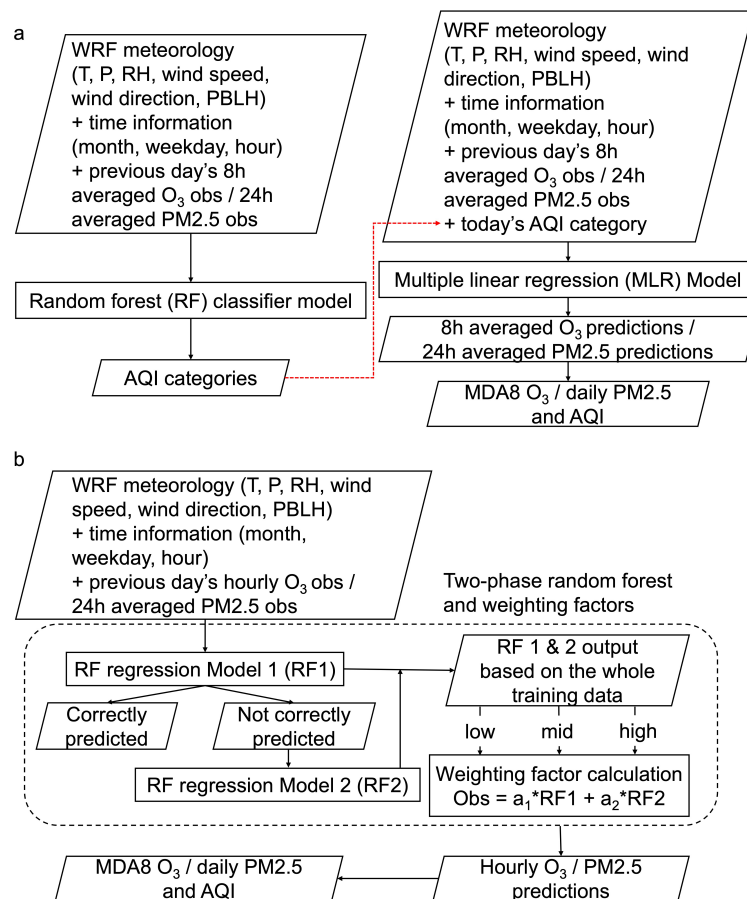 a
WRF meteorology
(T, P, RH, wind speed,
wind direction, PBLH)
+ time information
(month, weekday, hour)
+ previous day's 8h
averaged O₃ obs / 24h
averaged PM2.5 obs
Random forest (RF) classifier model
AQI categories
WRF meteorology
(T, P, RH, wind speed, wind
direction, PBLH)
+ time information
(month, weekday, hour)
+ previous day's 8h
averaged O₃ obs / 24h
averaged PM2.5 obs
+ today's AQI category
Multiple linear regression (MLR) Model
8h averaged O₃ predictions /
24h averaged PM2.5 predictions
MDA8 O₃ / daily PM2.5
and AQI
b
WRF meteorology (T, P, RH, wind
speed, wind direction, PBLH)
+ time information (month,
weekday, hour)
+ previous day's hourly O₃ obs /
24h averaged PM2.5 obs
Two-phase random forest
and weighting factors
RF regression Model 1 (RF1)
Correctly
predicted
Not correctly
predicted
RF regression Model 2 (RF2)
RF 1 & 2 output
based on the whole
training data
low mid high
Weighting factor calculation
Obs = a₁*RF1 + a₂*RF2
Hourly O₃ / PM2.5
predictions
MDA8 O₃ / daily PM2.5
and AQI